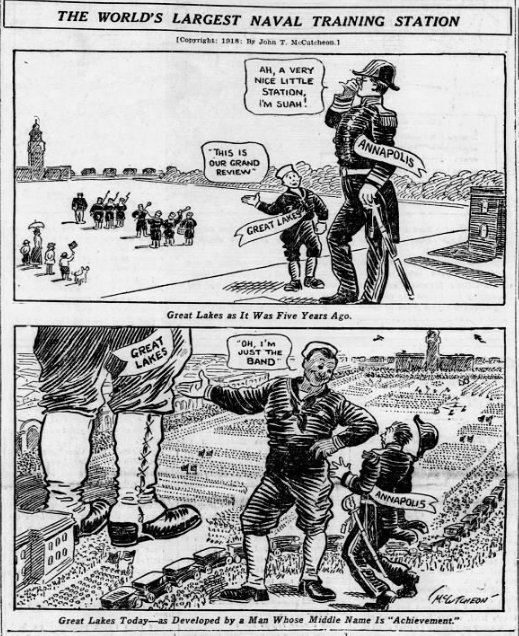 THE WORLD'S LARGEST NAVAL TRAINING STATION
[Copyright: 1918: By John T. McCutcheon.]
AH, A VERY
NICE LITTLE
STATION,
I'M SUAH!
ANNAPOLIS
"THIS IS
OUR GRAND
REVIEW"
GREAT LAKES
Great Lakes as It Was Five Years Ago.
GREAT
LAKES
"OH, I'M
JUST THE
BAND"
ANNAPOLIS
McCUTCHEON
Great Lakes Today—as Developed by a Man Whose Middle Name Is "Achievement."